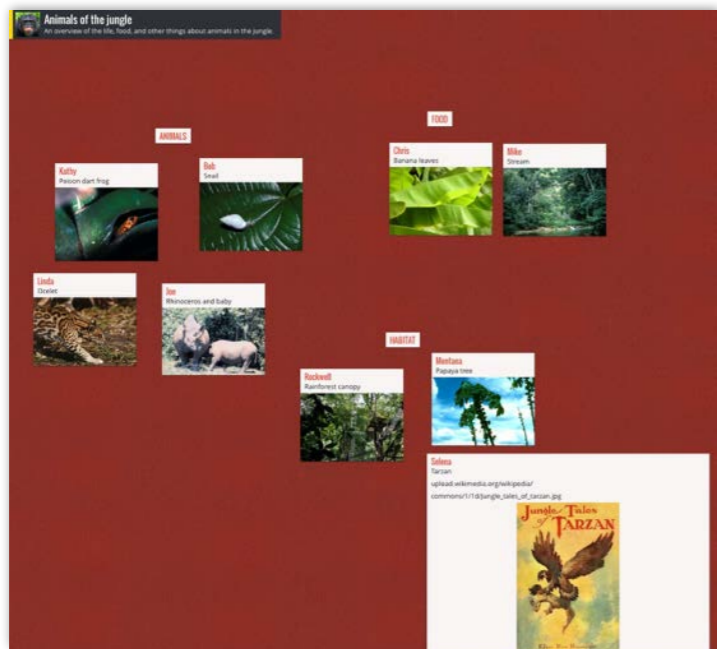 Animals of the jungle
An overview of the life, food, and other things about animals in the jungle.
FOOD
ANIMALS
Chris
Banana leaves
Mike
Stream
Kathy
Poison dart frog
Bob
Snail
Linda
Ocelot
Joe
Rhinoceros and baby
HABITAT
Rockwell
Rainforest canopy
Montana
Papaya tree
Selena
Tarzan
upload.wikimedia.org/wikipedia/
commons/1/1d/Jungle_tales_of_tarzan.jpg
Jungle Tales
of TARZAN
Edgar Rice Burroughs